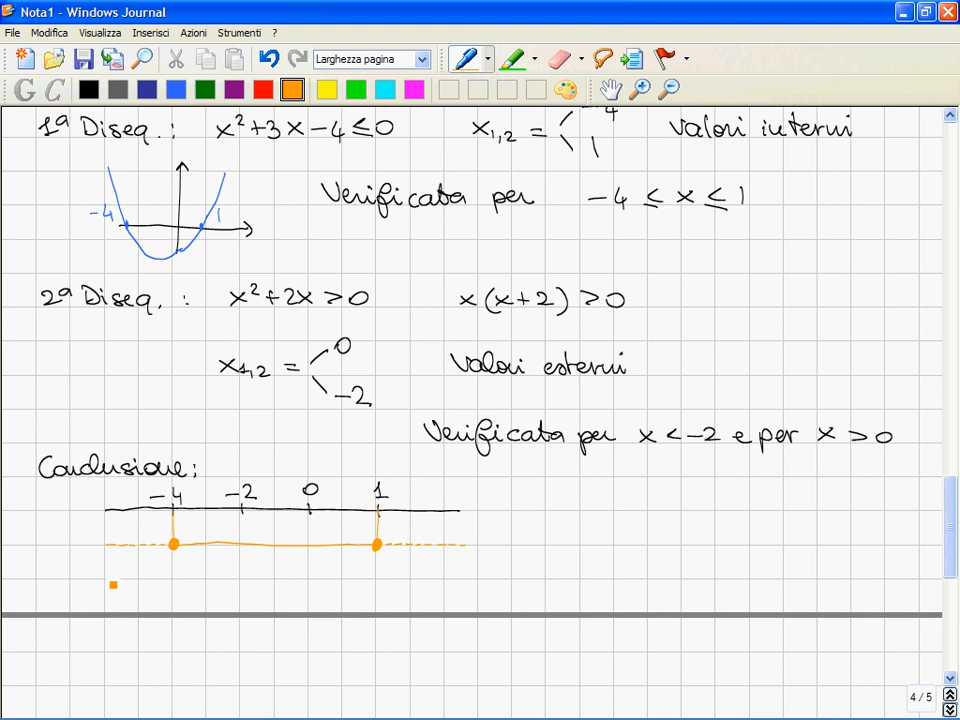 Nota1 - Windows Journal
File Modifica Visualizza Inserisci Azioni Strumenti ?
Larghezza pagina
G C
1ª Diseq.: x²+3x-4≤0 x1,2 = -4 Valori interni
1
Verificata per -4 ≤ x ≤ 1
-4 1
2ª Diseq. : x²+2x>0 x(x+2)>0
0
x1,2 = Valori esterni
-2
Verificata per x<-2 e per x>0
Conclusione:
-4 -2 0 1
4 / 5